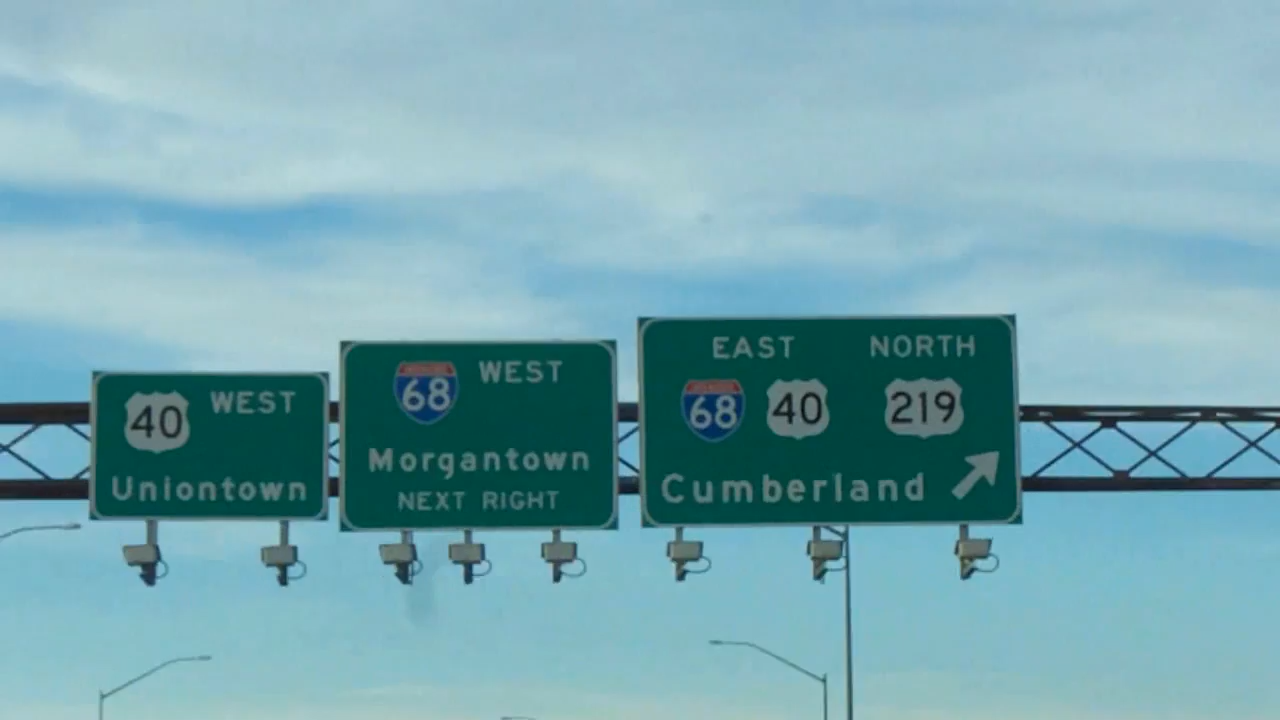 40 WEST
Uniontown
68 WEST
Morgantown
NEXT RIGHT
EAST NORTH
68 40 219
Cumberland